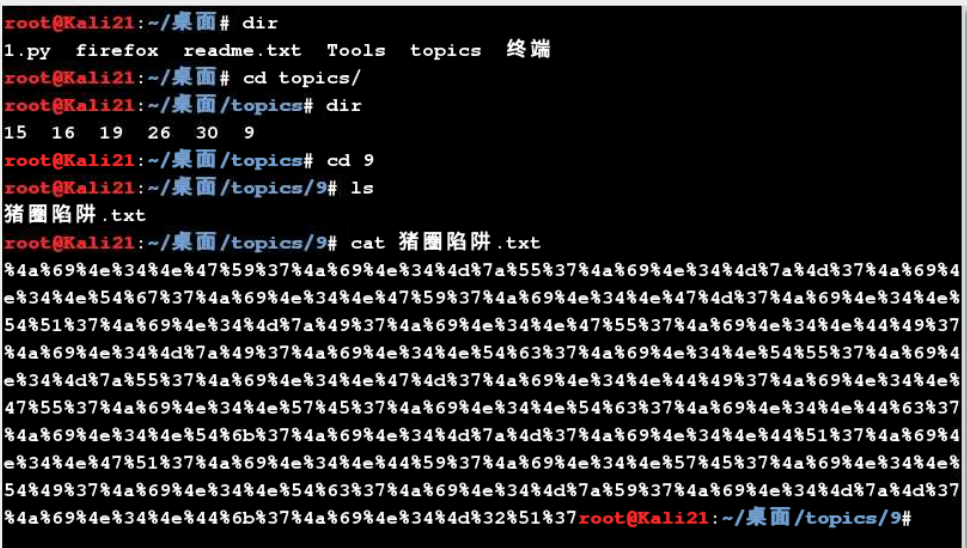 root@Kali21:~/桌面# dir
1.py  firefox  readme.txt  Tools  topics  终端
root@Kali21:~/桌面# cd topics/
root@Kali21:~/桌面/topics# dir
15  16  19  26  30  9
root@Kali21:~/桌面/topics# cd 9
root@Kali21:~/桌面/topics/9# ls
猪圈陷阱.txt
root@Kali21:~/桌面/topics/9# cat 猪圈陷阱.txt
%4a%69%4e%34%4e%47%59%37%4a%69%4e%34%4d%7a%55%37%4a%69%4e%34%4d%7a%4d%37%4a%69%4
e%34%4e%54%67%37%4a%69%4e%34%4e%47%59%37%4a%69%4e%34%4e%47%4d%37%4a%69%4e%34%4e%
54%51%37%4a%69%4e%34%4d%7a%49%37%4a%69%4e%34%4e%47%55%37%4a%69%4e%34%4e%44%49%37
%4a%69%4e%34%4d%7a%49%37%4a%69%4e%34%4e%54%63%37%4a%69%4e%34%4e%54%55%37%4a%69%4
e%34%4d%7a%55%37%4a%69%4e%34%4e%47%4d%37%4a%69%4e%34%4e%44%49%37%4a%69%4e%34%4e%
47%55%37%4a%69%4e%34%4e%57%45%37%4a%69%4e%34%4e%54%63%37%4a%69%4e%34%4e%44%63%37
%4a%69%4e%34%4e%54%6b%37%4a%69%4e%34%4d%7a%4d%37%4a%69%4e%34%4e%44%51%37%4a%69%4
e%34%4e%47%51%37%4a%69%4e%34%4e%44%59%37%4a%69%4e%34%4e%57%45%37%4a%69%4e%34%4e%
54%49%37%4a%69%4e%34%4e%54%63%37%4a%69%4e%34%4d%7a%59%37%4a%69%4e%34%4d%7a%4d%37
%4a%69%4e%34%4e%44%6b%37%4a%69%4e%34%4d%32%51%37root@Kali21:~/桌面/topics/9#